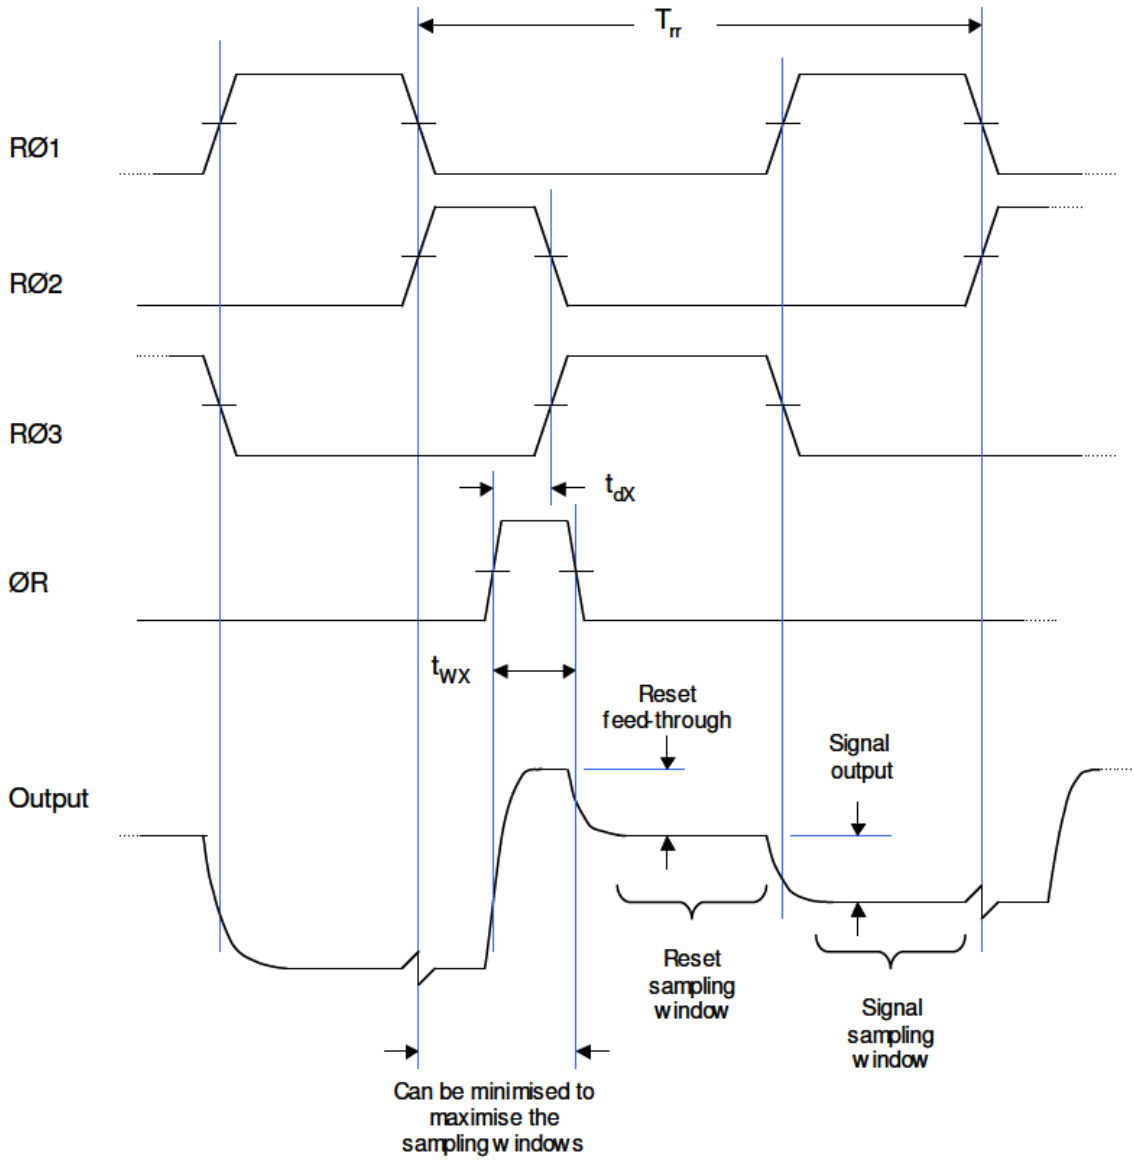 Trr
RØ1
RØ2
RØ3
tdX
ØR
tWX
Reset
feed-through
Signal
output
Output
Reset
sampling
window
Signal
sampling
window
Can be minimised to
maximise the
sampling windows